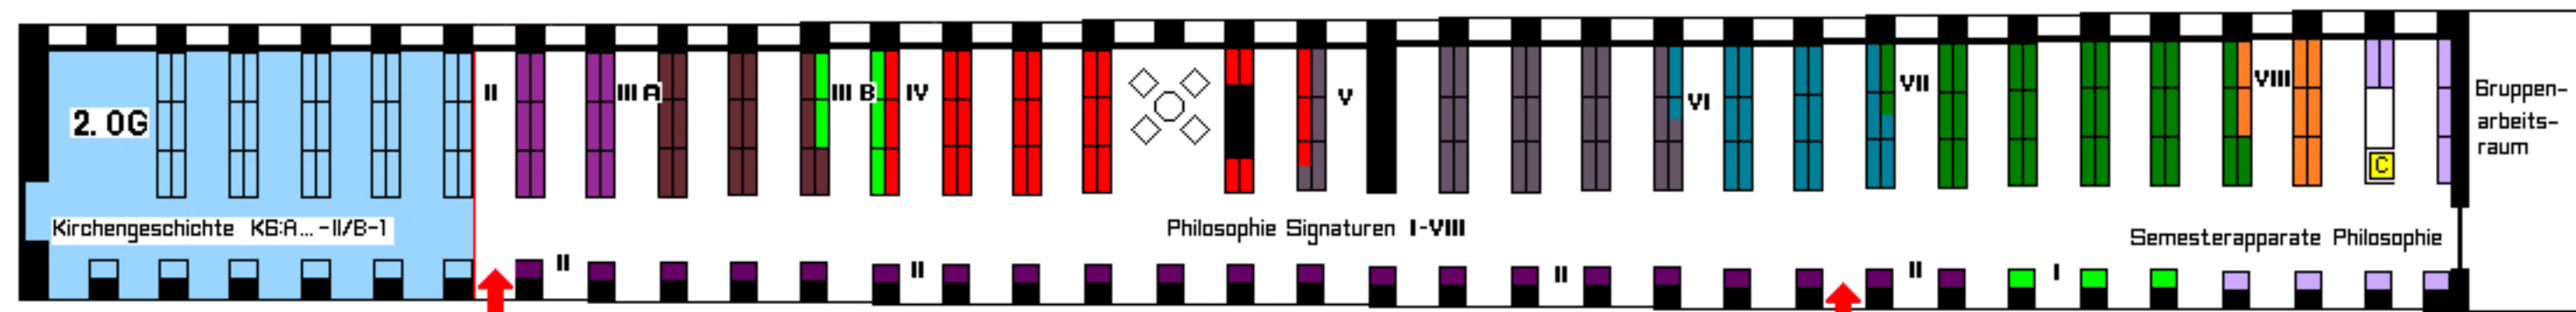 2. OG
II
III A
III B
IV
V
VI
VII
VIII
Gruppen-
arbeits-
raum
C
Kirchengeschichte KG:A... -II/B-1
Philosophie Signaturen I-VIII
Semesterapparate Philosophie
II
II
II
II
I